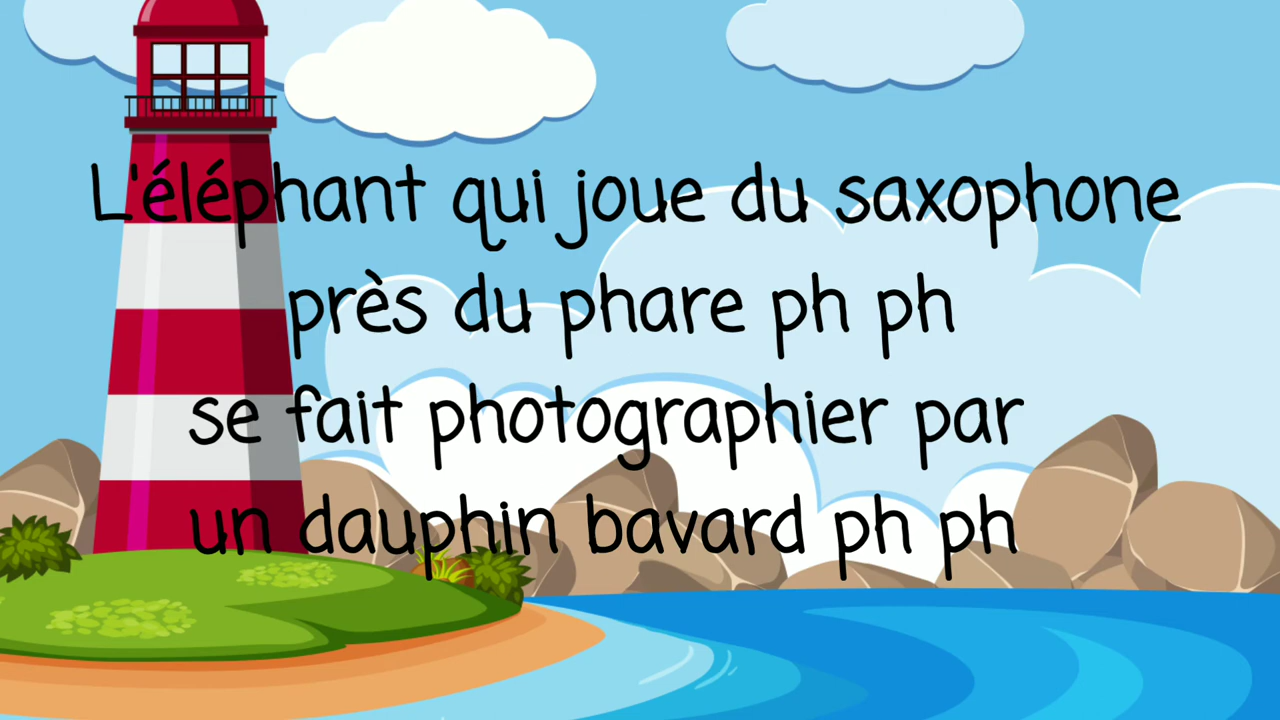 L'éléphant qui joue du saxophone
près du phare ph ph
se fait photographier par
un dauphin bavard ph ph